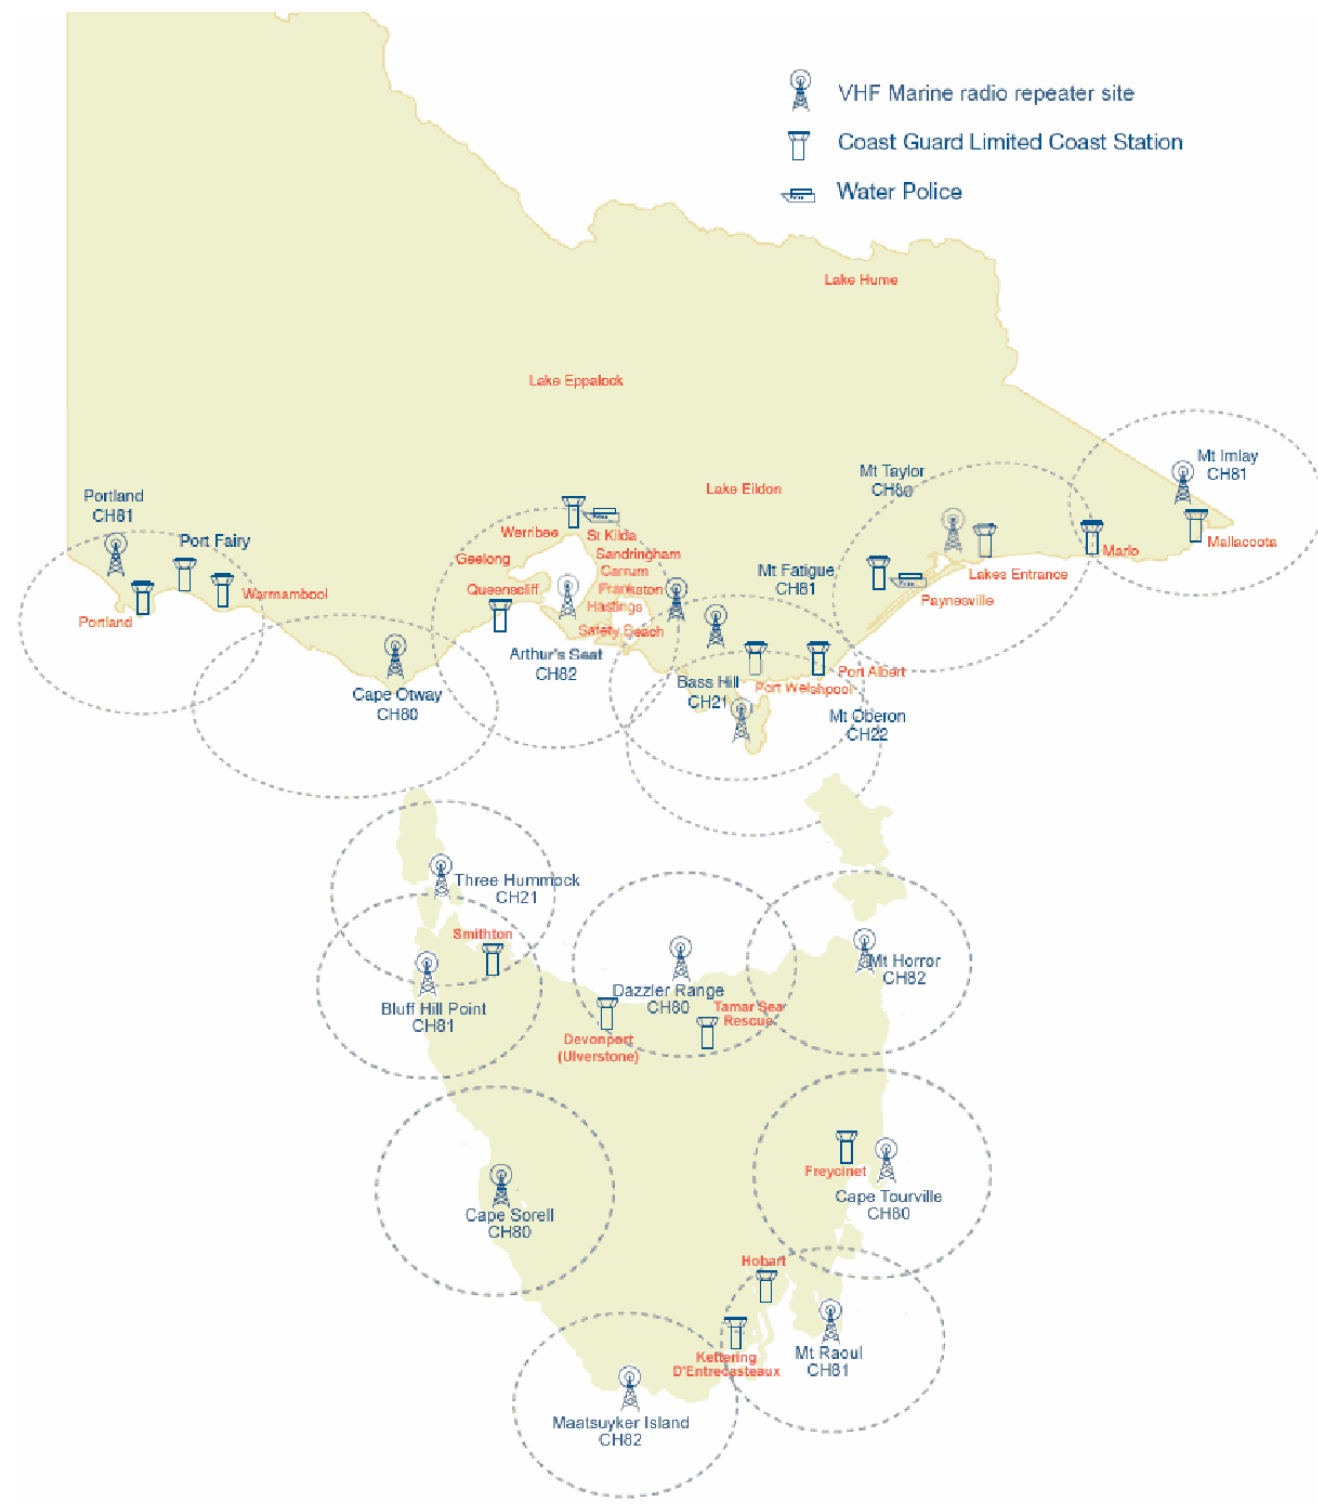 VHF Marine radio repeater site
Coast Guard Limited Coast Station
Water Police
Lake Hume
Lake Eppalock
Lake Eildon
Mt Taylor
CH80
Mt Imlay
CH81
Portland
CH81
Port Fairy
Warrnambool
Portland
Werribee
St Kilda
Geelong
Sandringham
Carrum
Queenscliff
Frankston
Hastings
Safety Beach
Arthur's Seat
CH82
Mt Fatigue
CH81
Marlo
Mallacoota
Lakes Entrance
Paynesville
Cape Otway
CH80
Bass Hill
CH21
Port Welshpool
Port Albert
Mt Oberon
CH22
Three Hummock
CH21
Smithton
Bluff Hill Point
CH81
Dazzler Range
CH80
Mt Horror
CH82
Tamar Sea
Rescue
Devonport
(Ulverstone)
Freycinet
Cape Tourville
CH80
Cape Sorell
CH80
Hobart
Kettering
D'Entrecasteaux
Mt Raoul
CH81
Maatsuyker Island
CH82